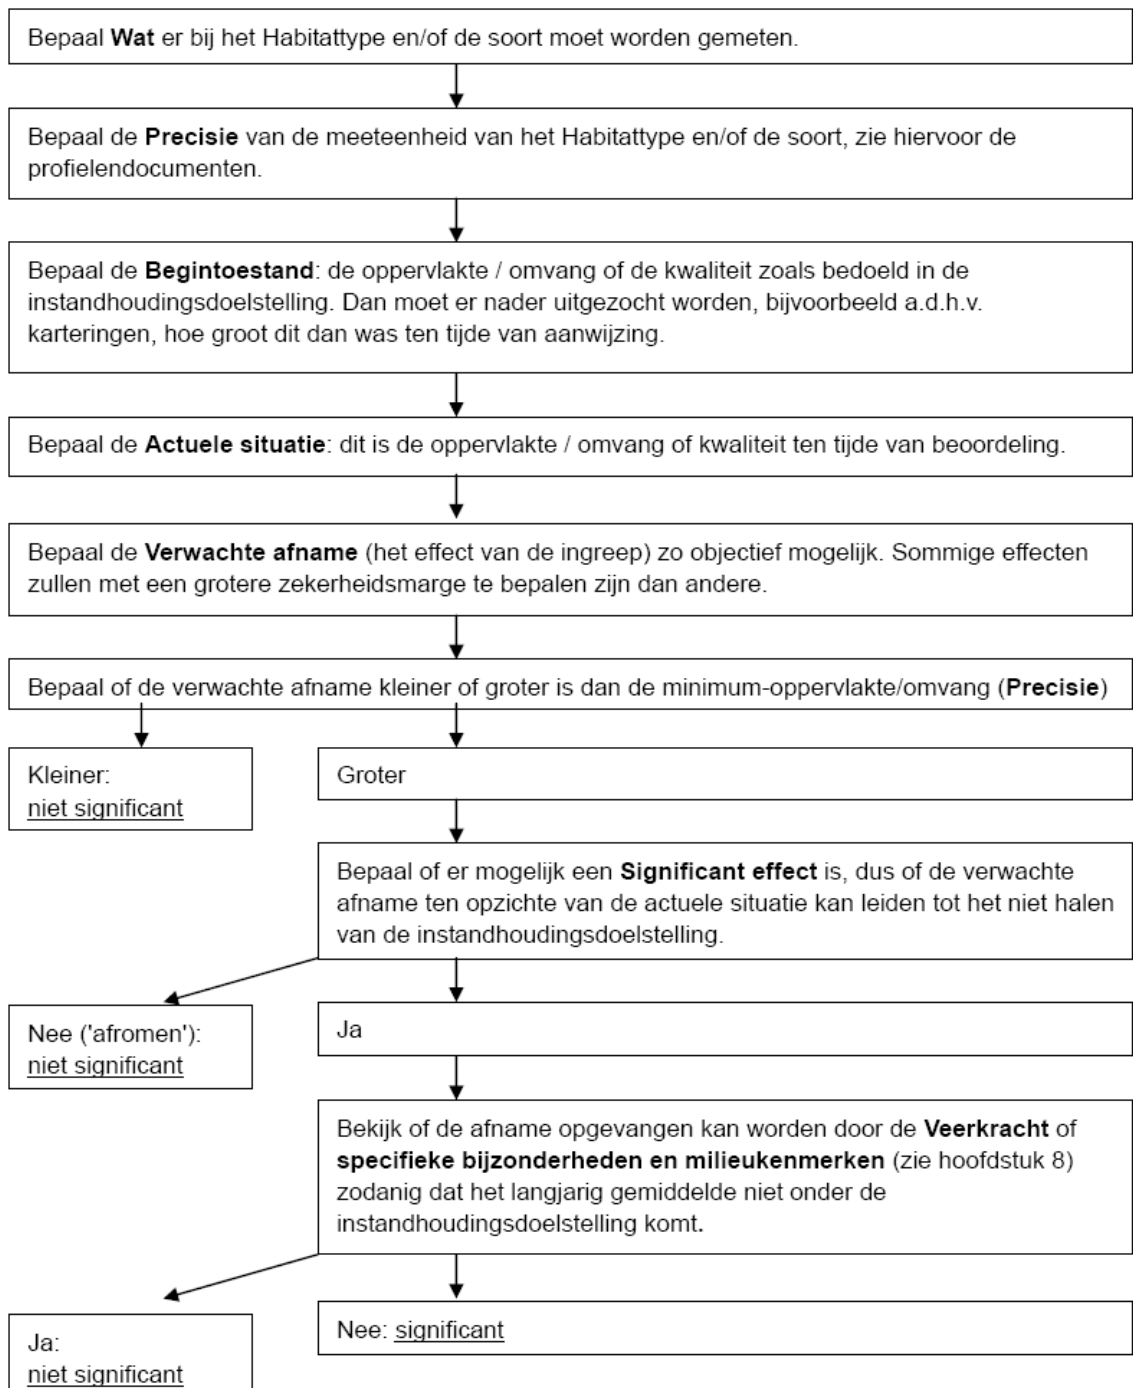 Bepaal Wat er bij het Habitattype en/of de soort moet worden gemeten.
Bepaal de Precisie van de meeteenheid van het Habitattype en/of de soort, zie hiervoor de
profielendocumenten.
Bepaal de Begintoestand: de oppervlakte / omvang of de kwaliteit zoals bedoeld in de
instandhoudingsdoelstelling. Dan moet er nader uitgezocht worden, bijvoorbeeld a.d.h.v.
karteringen, hoe groot dit dan was ten tijde van aanwijzing.
Bepaal de Actuele situatie: dit is de oppervlakte / omvang of kwaliteit ten tijde van beoordeling.
Bepaal de Verwachte afname (het effect van de ingreep) zo objectief mogelijk. Sommige effecten
zullen met een grotere zekerheidsmarge te bepalen zijn dan andere.
Bepaal of de verwachte afname kleiner of groter is dan de minimum-oppervlakte/omvang (Precisie)
Kleiner:
niet significant
Groter
Bepaal of er mogelijk een Significant effect is, dus of de verwachte
afname ten opzichte van de actuele situatie kan leiden tot het niet halen
van de instandhoudingsdoelstelling.
Nee ('afromen'):
niet significant
Ja
Bekijk of de afname opgevangen kan worden door de Veerkracht of
specifieke bijzonderheden en milieukenmerken (zie hoofdstuk 8)
zodanig dat het langjarig gemiddelde niet onder de
instandhoudingsdoelstelling komt.
Ja:
niet significant
Nee: significant